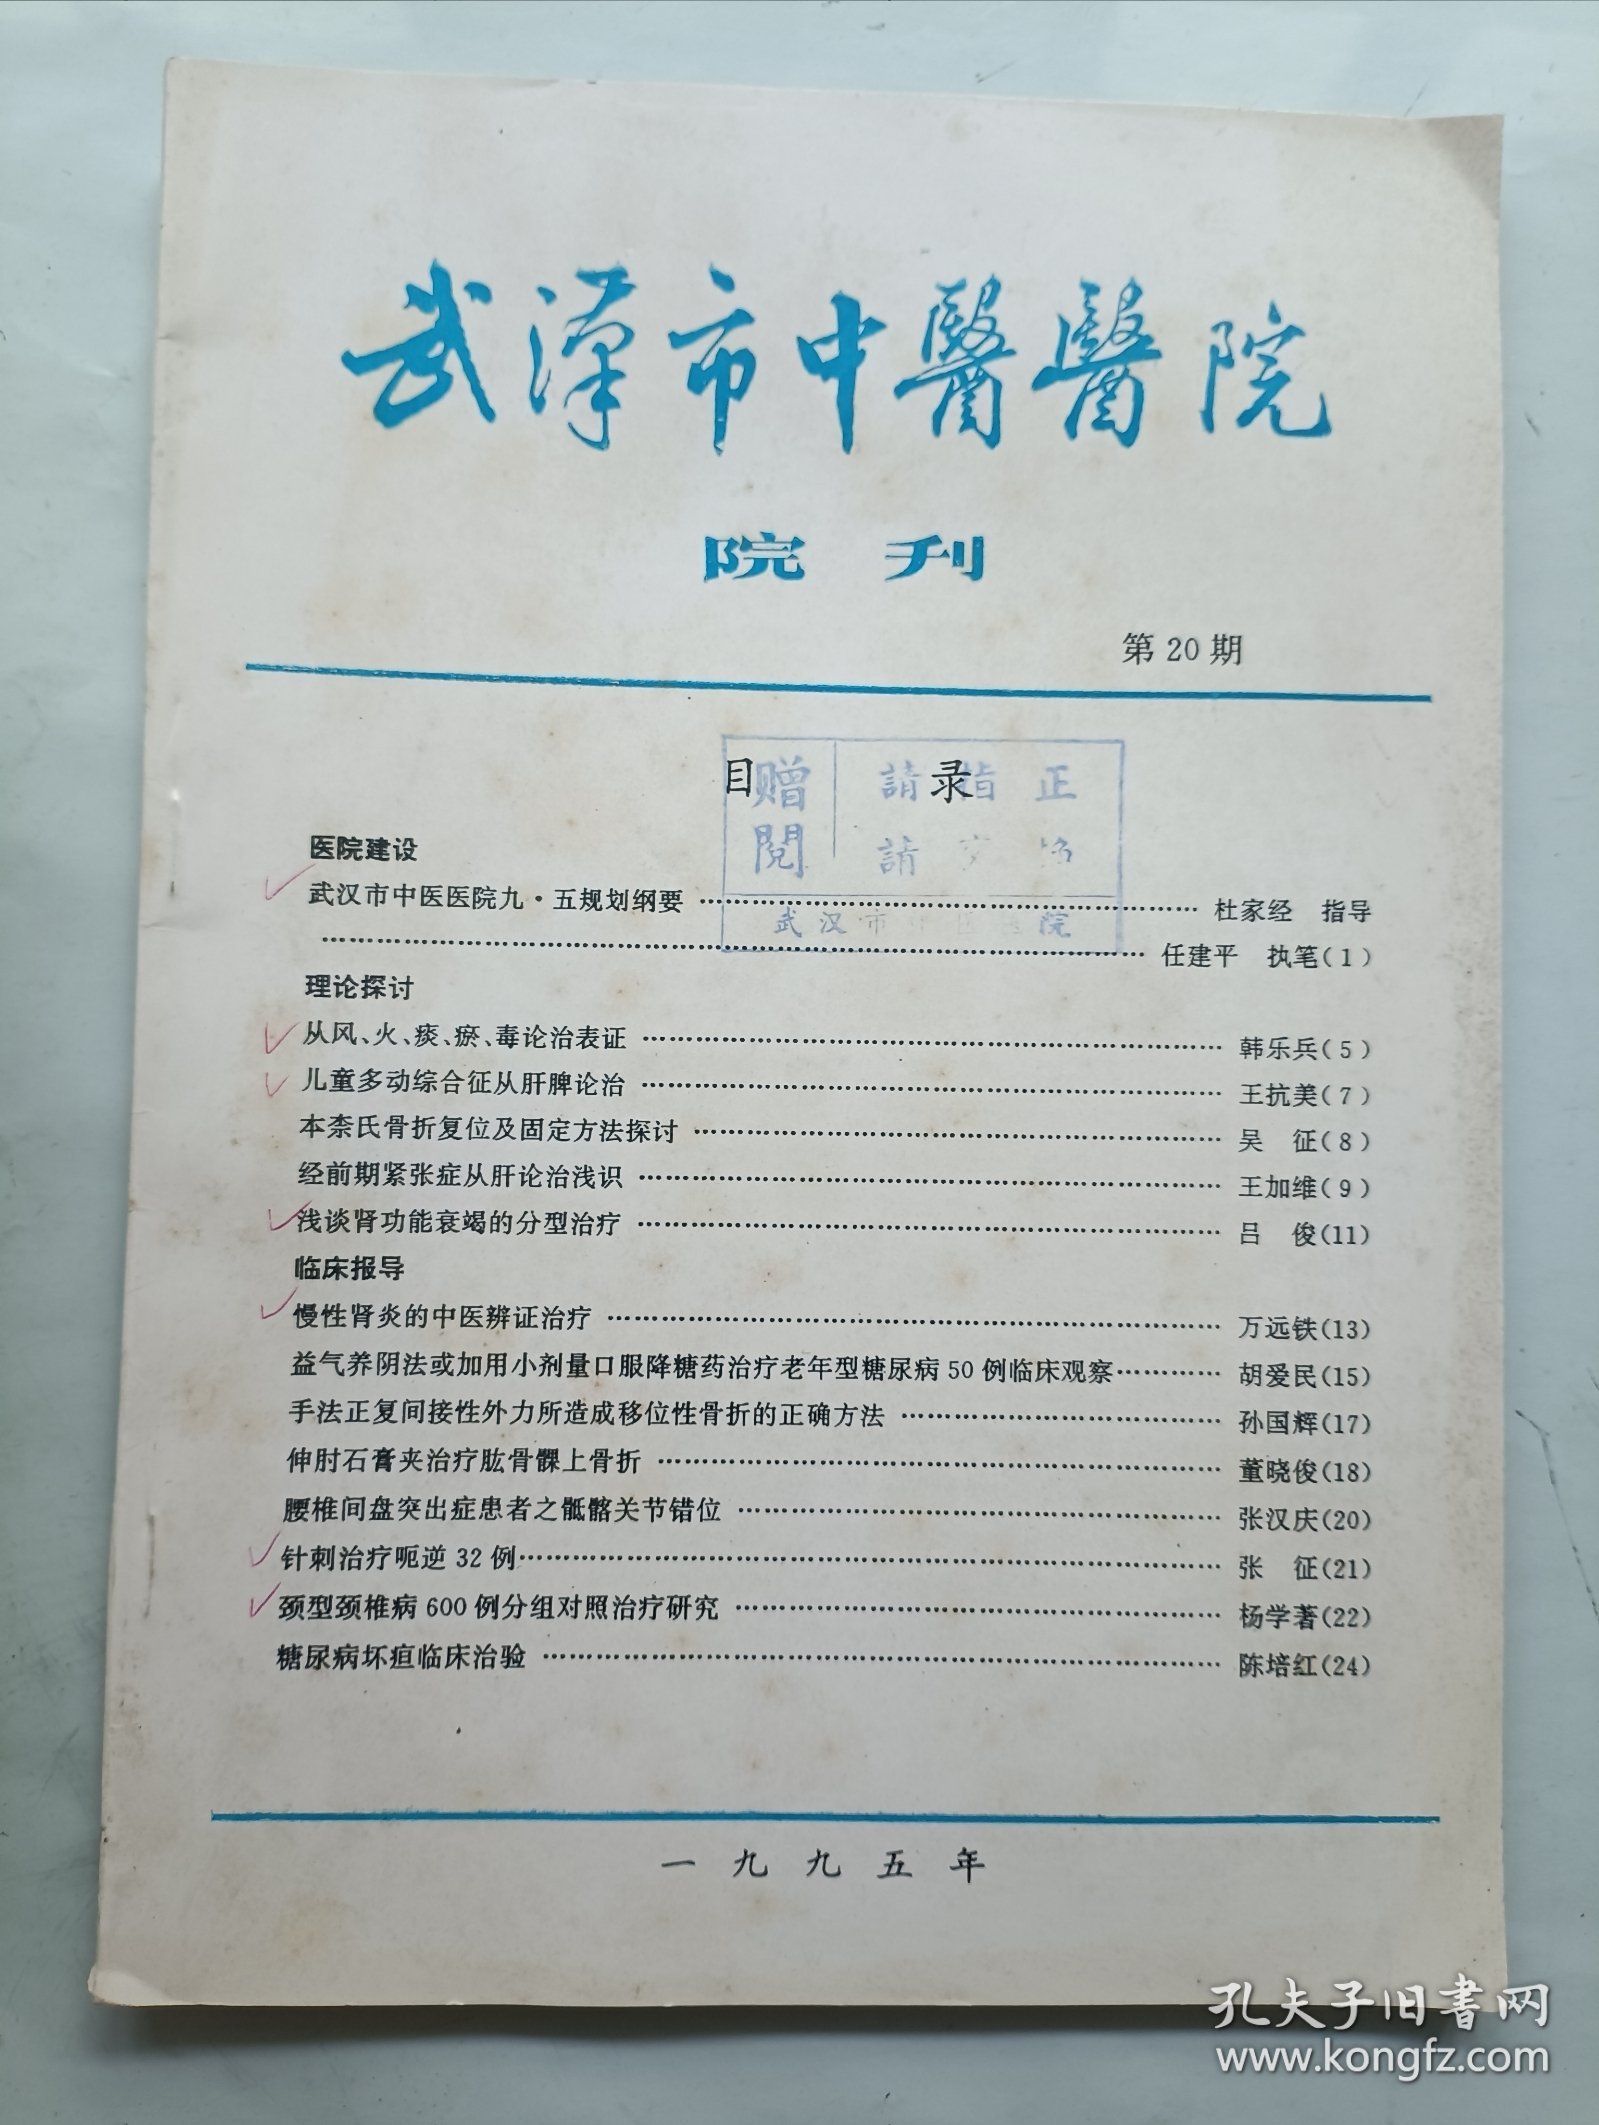 武漢市中醫醫院
院刊
第20期
目录
赠閱
請指正
請
武汉市中医医院
医院建设
武汉市中医医院九·五规划纲要……杜家经 指导
……任建平 执笔(1)
理论探讨
从风、火、痰、瘀、毒论治表证……韩乐兵(5)
儿童多动综合征从肝脾论治……王抗美(7)
本柰氏骨折复位及固定方法探讨……吴 征(8)
经前期紧张症从肝论治浅识……王加维(9)
浅谈肾功能衰竭的分型治疗……吕 俊(11)
临床报导
慢性肾炎的中医辨证治疗……万远铁(13)
益气养阴法或加用小剂量口服降糖药治疗老年型糖尿病50例临床观察……胡爱民(15)
手法正复间接性外力所造成移位性骨折的正确方法……孙国辉(17)
伸肘石膏夹治疗肱骨髁上骨折……董晓俊(18)
腰椎间盘突出症患者之骶髂关节错位……张汉庆(20)
针刺治疗呃逆32例……张 征(21)
颈型颈椎病600例分组对照治疗研究……杨学著(22)
糖尿病坏疽临床治验……陈培红(24)
一九九五年
孔夫子旧书网
www.kongfz.com